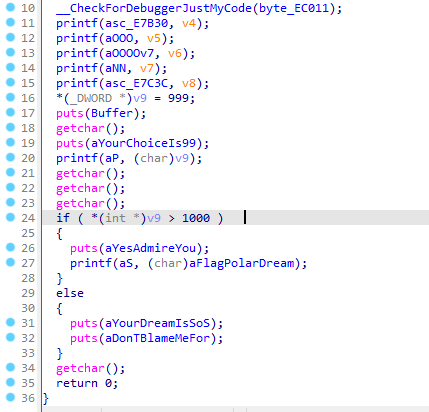 10 __CheckForDebuggerJustMyCode(byte_EC011);
11 printf(asc_E7B30, v4);
12 printf(aOOO, v5);
13 printf(aOOOOv7, v6);
14 printf(aNN, v7);
15 printf(asc_E7C3C, v8);
16 *(_DWORD *)v9 = 999;
17 puts(Buffer);
18 getchar();
19 puts(aYourChoiceIs99);
20 printf(aP, (char)v9);
21 getchar();
22 getchar();
23 getchar();
24 if ( *(int *)v9 > 1000 )
25 {
26 puts(aYesAdmireYou);
27 printf(aS, (char)aFlagPolarDream);
28 }
29 else
30 {
31 puts(aYourDreamIsSoS);
32 puts(aDonTBlameMeFor);
33 }
34 getchar();
35 return 0;
36 }